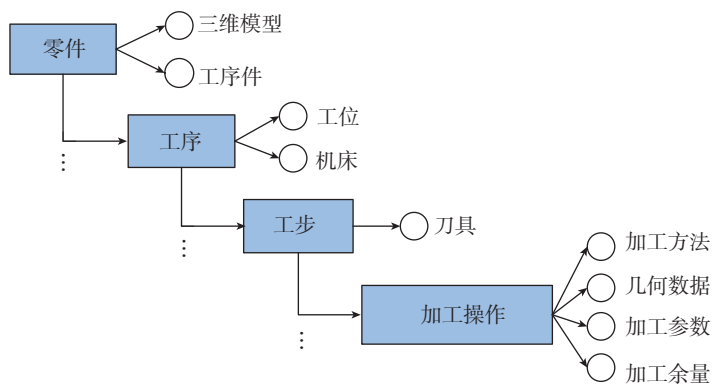 三维模型
零件
工序件
工位
工序
⋮
机床
工步
刀具
⋮
加工方法
几何数据
加工操作
加工参数
⋮
加工余量